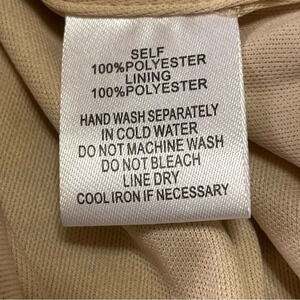 SELF
100%POLYESTER
LINING
100%POLYESTER
HAND WASH SEPARATELY
IN COLD WATER
DO NOT MACHINE WASH
DO NOT BLEACH
LINE DRY
COOL IRON IF NECESSARY